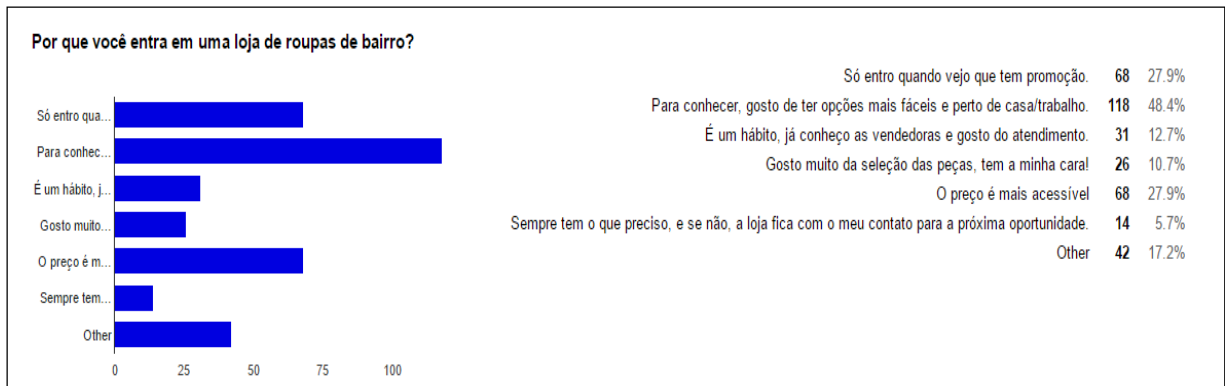 Por que você entra em uma loja de roupas de bairro?
Só entro qua...
Para conhec...
É um hábito, j...
Gosto muito...
O preço é m...
Sempre tem...
Other
0 25 50 75 100
Só entro quando vejo que tem promoção. 68 27.9%
Para conhecer, gosto de ter opções mais fáceis e perto de casa/trabalho. 118 48.4%
É um hábito, já conheço as vendedoras e gosto do atendimento. 31 12.7%
Gosto muito da seleção das peças, tem a minha cara! 26 10.7%
O preço é mais acessível 68 27.9%
Sempre tem o que preciso, e se não, a loja fica com o meu contato para a próxima oportunidade. 14 5.7%
Other 42 17.2%